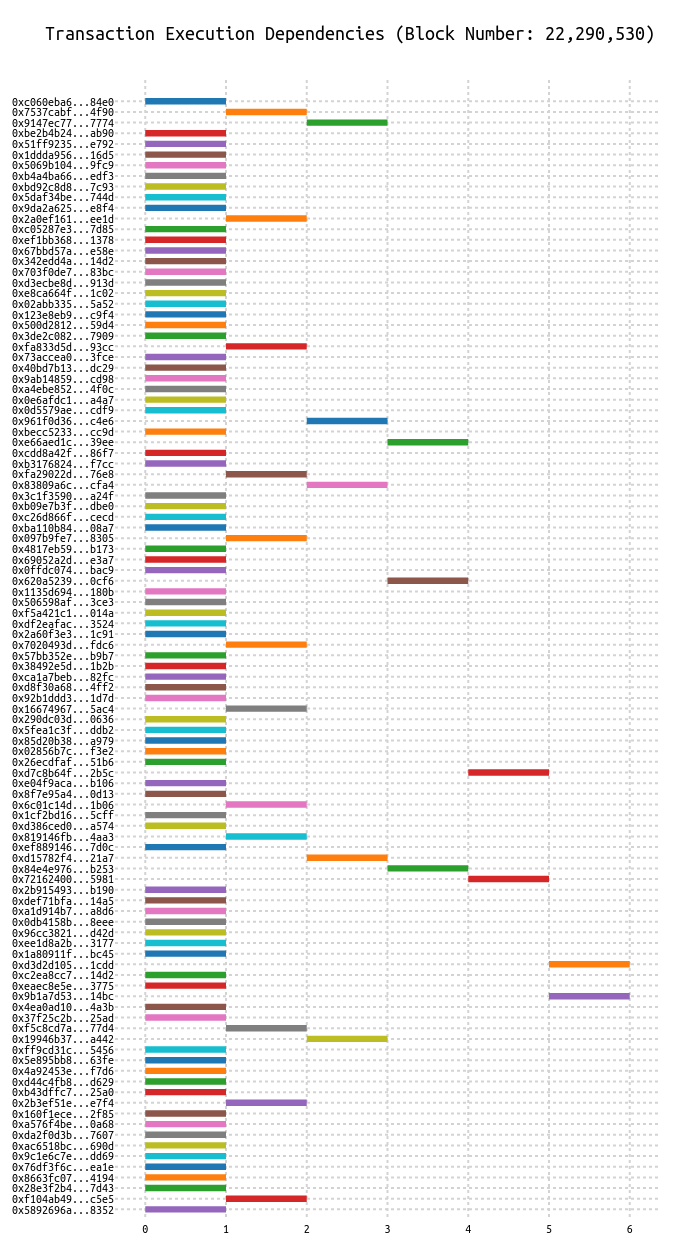 Transaction Execution Dependencies (Block Number: 22,290,530)
0xc060eba6...84e0
0x7537cabf...4f90
0x9147ec77...7774
0xbe2b4b24...ab90
0x51ff9235...e792
0x1ddda956...16d5
0x5069b104...9fc9
0xb4a4ba66...edf3
0xbd92c8d8...7c93
0x5daf34be...744d
0x9da2a625...e8f4
0x2a0ef161...ee1d
0xc05287e3...7d85
0xef1bb368...1378
0x67bbd57a...e58e
0x342edd4a...14d2
0x703f0de7...83bc
0xd3ecbe8d...913d
0xe8ca664f...1c02
0x02abb335...5a52
0x123e8eb9...c9f4
0x500d2812...59d4
0x3de2c082...7909
0xfa833d5d...93cc
0x73accea0...3fce
0x40bd7b13...dc29
0x9ab14859...cd98
0xa4ebe852...4f0c
0x0e6afdc1...a4a7
0x0d5579ae...cdf9
0x961f0d36...c4e6
0xbecc5233...cc9d
0xe66aed1c...39ee
0xcdd8a42f...86f7
0xb3176824...f7cc
0xfa29022d...76e8
0x83809a6c...cfa4
0x3c1f3590...a24f
0xb09e7b3f...dbe0
0xc26d866f...cecd
0xba110b84...08a7
0x097b9fe7...8305
0x4817eb59...b173
0x69052a2d...e3a7
0x0ffdc074...bac9
0x620a5239...0cf6
0x1135d694...180b
0x506598af...3ce3
0xf5a421c1...014a
0xdf2eafac...3524
0x2a60f3e3...1c91
0x7020493d...fdc6
0x57bb352e...b9b7
0x38492e5d...1b2b
0xca1a7beb...82fc
0xd8f30a68...4ff2
0x92b1ddd3...1d7d
0x16674967...5ac4
0x290dc03d...0636
0x5fea1c3f...ddb2
0x85d20b38...a979
0x02856b7c...f3e2
0x26ecdfaf...51b6
0xd7c8b64f...2b5c
0xe04f9aca...b106
0x8f7e95a4...0d13
0x6c01c14d...1b06
0x1cf2bd16...5cff
0xd386ced0...a574
0x819146fb...4aa3
0xef889146...7d0c
0xd15782f4...21a7
0x84e4e976...b253
0x72162400...5981
0x2b915493...b190
0xdef71bfa...14a5
0xa1d914b7...a8d6
0x0db4158b...8eee
0x96cc3821...d42d
0xee1d8a2b...3177
0x1a80911f...bc45
0xd3d2d105...1cdd
0xc2ea8cc7...14d2
0xeaec8e5e...3775
0x9b1a7d53...14bc
0x4ea0ad10...4a3b
0x37f25c2b...25ad
0xf5c8cd7a...77d4
0x19946b37...a442
0xff9cd31c...5456
0x5e895bb8...63fe
0x4a92453e...f7d6
0xd44c4fb8...d629
0xb43dffc7...25a0
0x2b3ef51e...e7f4
0x160f1ece...2f85
0xa576f4be...0a68
0xda2f0d3b...7607
0xac6518bc...690d
0x9c1e6c7e...dd69
0x76df3f6c...ea1e
0x8663fc07...4194
0x28e3f2b4...7d43
0xf104ab49...c5e5
0x5892696a...8352
0 1 2 3 4 5 6